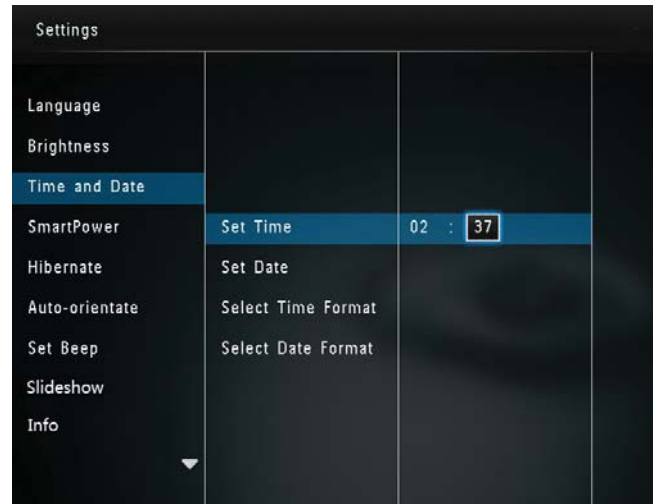 Settings
Language
Brightness
Time and Date
SmartPower
Set Time
02 : 37
Hibernate
Set Date
Auto-orientate
Select Time Format
Set Beep
Select Date Format
Slideshow
Info